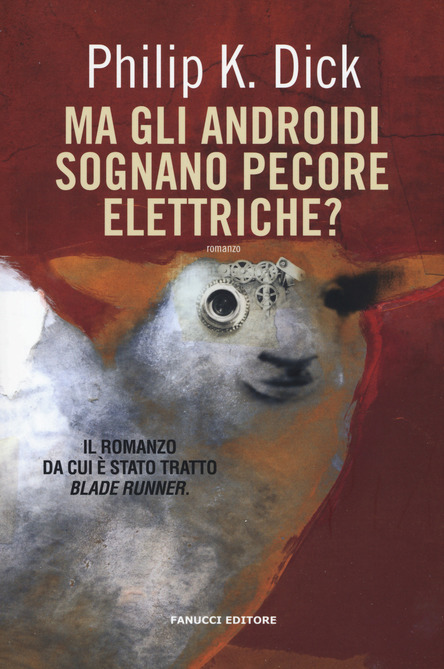 Philip K. Dick
MA GLI ANDROIDI
SOGNANO PECORE
ELETTRICHE?
romanzo
IL ROMANZO
DA CUI È STATO TRATTO
BLADE RUNNER.
FANUCCI EDITORE